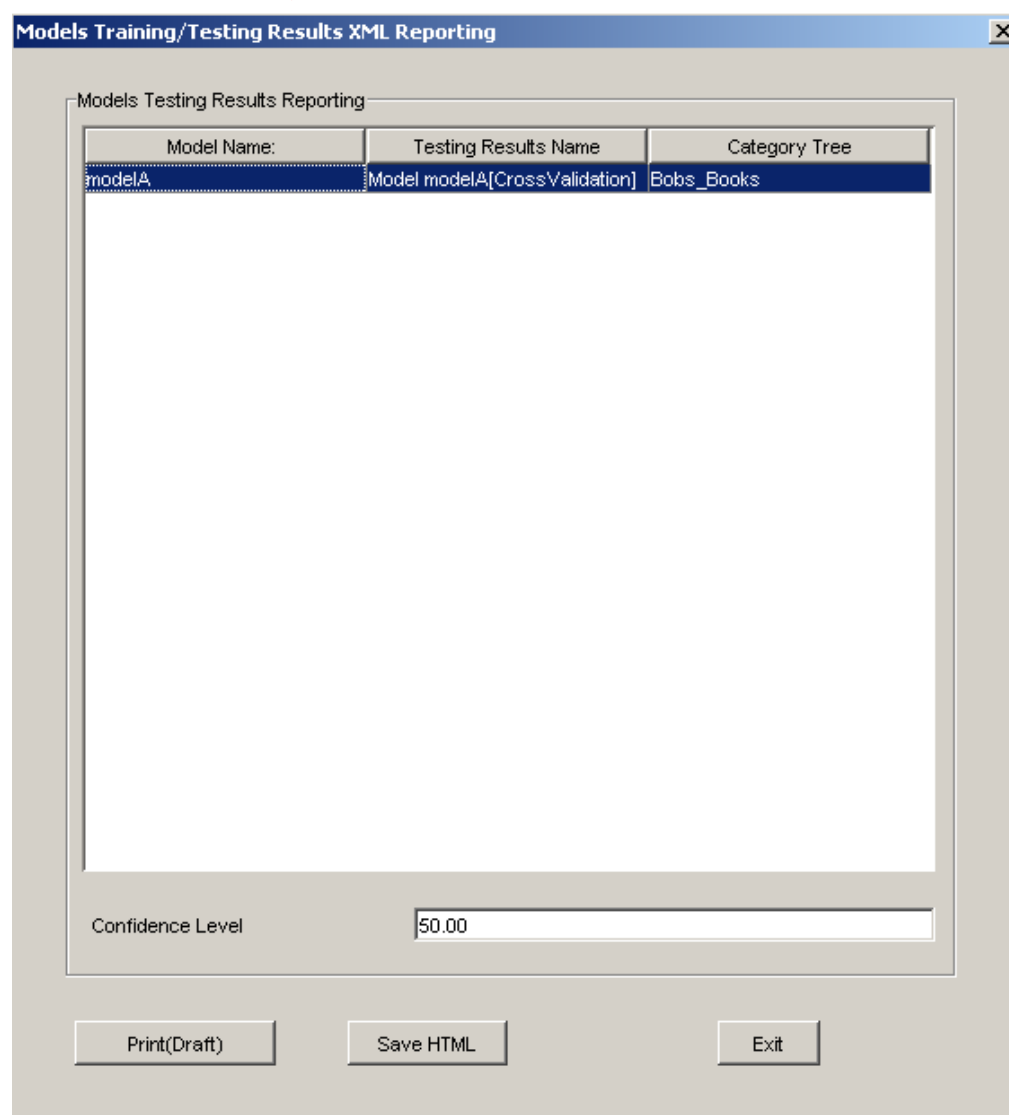 Models Training/Testing Results XML Reporting
Models Testing Results Reporting
Model Name: Testing Results Name Category Tree
modelA Model modelA[CrossValidation] Bobs_Books
Confidence Level 50.00
Print(Draft) Save HTML Exit